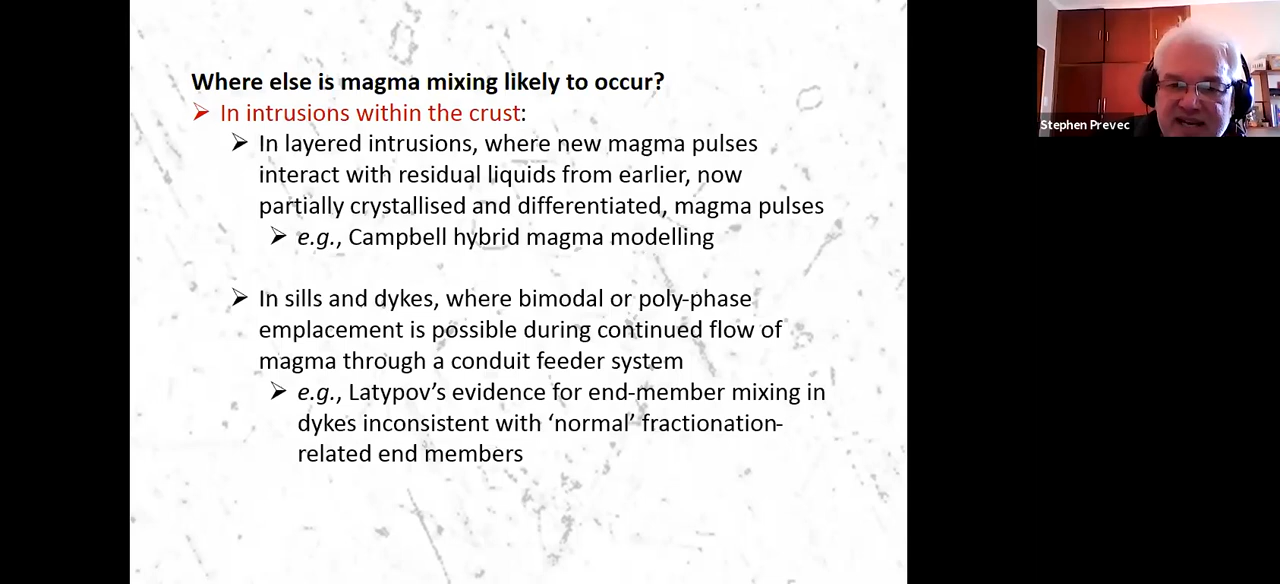 Where else is magma mixing likely to occur?
➢ In intrusions within the crust:
➢ In layered intrusions, where new magma pulses
interact with residual liquids from earlier, now
partially crystallised and differentiated, magma pulses
➢ e.g., Campbell hybrid magma modelling
➢ In sills and dykes, where bimodal or poly-phase
emplacement is possible during continued flow of
magma through a conduit feeder system
➢ e.g., Latypov’s evidence for end-member mixing in
dykes inconsistent with ‘normal’ fractionation-
related end members
Stephen Prevec